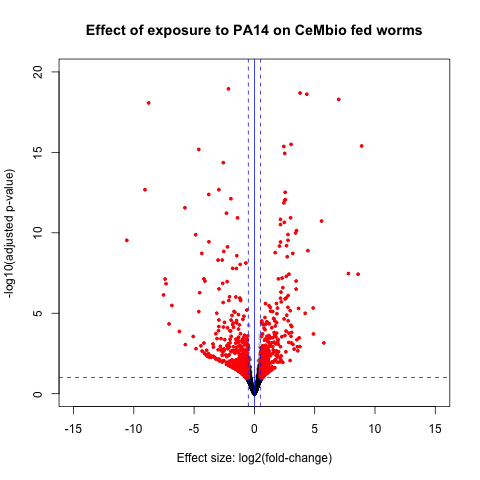 Effect of exposure to PA14 on CeMbio fed worms
-log10(adjusted p-value)
20
15
10
5
0
-15 -10 -5 0 5 10 15
Effect size: log2(fold-change)